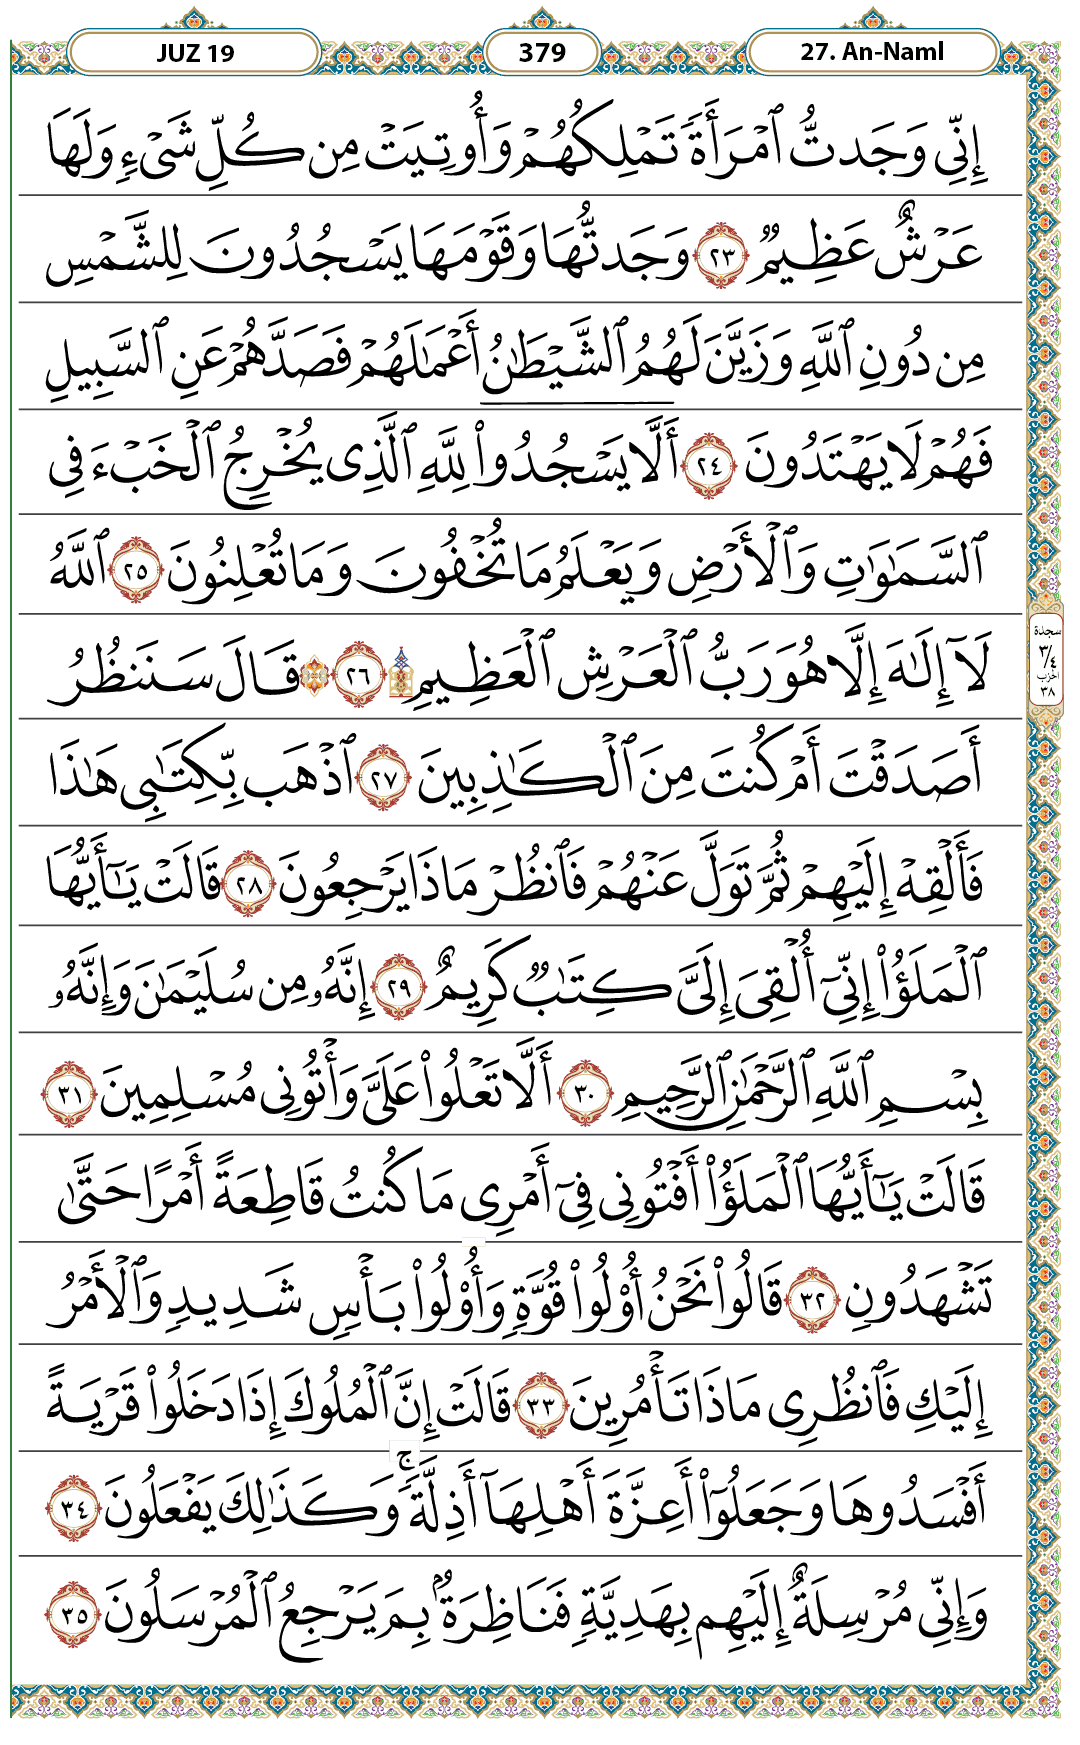 JUZ 19 379 27. An-Naml
إِنِّى وَجَدتُّ ٱمْرَأَةً تَمْلِكُهُمْ وَأُوتِيَتْ مِن كُلِّ شَىْءٍ وَلَهَا
عَرْشٌ عَظِيمٌ ٢٣ وَجَدتُّهَا وَقَوْمَهَا يَسْجُدُونَ لِلشَّمْسِ
مِن دُونِ ٱللَّهِ وَزَيَّنَ لَهُمُ ٱلشَّيْطَٰنُ أَعْمَٰلَهُمْ فَصَدَّهُمْ عَنِ ٱلسَّبِيلِ
فَهُمْ لَا يَهْتَدُونَ ٢٤ أَلَّا يَسْجُدُوا۟ لِلَّهِ ٱلَّذِى يُخْرِجُ ٱلْخَبْءَ فِى
ٱلسَّمَٰوَٰتِ وَٱلْأَرْضِ وَيَعْلَمُ مَا تُخْفُونَ وَمَا تُعْلِنُونَ ٢٥ ٱللَّهُ
لَآ إِلَٰهَ إِلَّا هُوَ رَبُّ ٱلْعَرْشِ ٱلْعَظِيمِ ٢٦ قَالَ سَنَنظُرُ
أَصَدَقْتَ أَمْ كُنتَ مِنَ ٱلْكَٰذِبِينَ ٢٧ ٱذْهَب بِّكِتَٰبِى هَٰذَا
فَأَلْقِهْ إِلَيْهِمْ ثُمَّ تَوَلَّ عَنْهُمْ فَٱنظُرْ مَاذَا يَرْجِعُونَ ٢٨ قَالَتْ يَٰٓأَيُّهَا
ٱلْمَلَؤُا۟ إِنِّىٓ أُلْقِىَ إِلَىَّ كِتَٰبٌ كَرِيمٌ ٢٩ إِنَّهُۥ مِن سُلَيْمَٰنَ وَإِنَّهُۥ
بِسْمِ ٱللَّهِ ٱلرَّحْمَٰنِ ٱلرَّحِيمِ ٣٠ أَلَّا تَعْلُوا۟ عَلَىَّ وَأْتُونِى مُسْلِمِينَ ٣١
قَالَتْ يَٰٓأَيُّهَا ٱلْمَلَؤُا۟ أَفْتُونِى فِىٓ أَمْرِى مَا كُنتُ قَاطِعَةً أَمْرًا حَتَّىٰ
تَشْهَدُونِ ٣٢ قَالُوا۟ نَحْنُ أُو۟لُوا۟ قُوَّةٍ وَأُو۟لُوا۟ بَأْسٍ شَدِيدٍ وَٱلْأَمْرُ
إِلَيْكِ فَٱنظُرِى مَاذَا تَأْمُرِينَ ٣٣ قَالَتْ إِنَّ ٱلْمُلُوكَ إِذَا دَخَلُوا۟ قَرْيَةً
أَفْسَدُوهَا وَجَعَلُوٓا۟ أَعِزَّةَ أَهْلِهَآ أَذِلَّةً ۚ وَكَذَٰلِكَ يَفْعَلُونَ ٣٤
وَإِنِّى مُرْسِلَةٌ إِلَيْهِم بِهَدِيَّةٍ فَنَاظِرَةٌۢ بِمَ يَرْجِعُ ٱلْمُرْسَلُونَ ٣٥
سجدة
٣/٤
الحزب
٣٨